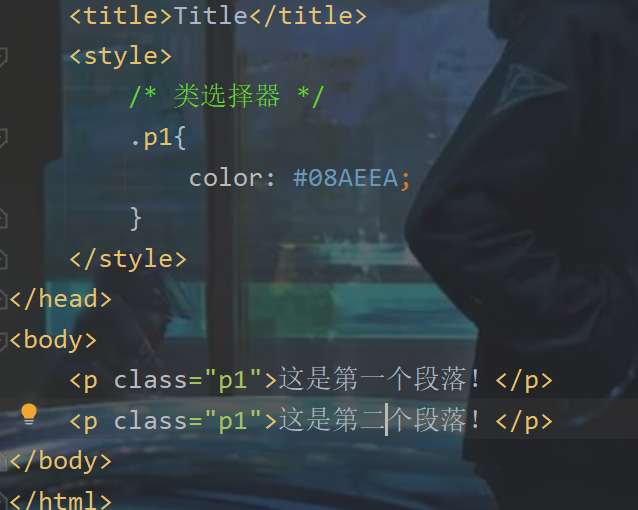 <title>Title</title>
<style>
/* 类选择器 */
.p1{
color: #08AEEA;
}
</style>
</head>
<body>
<p class="p1">这是第一个段落! </p>
<p class="p1">这是第二个段落! </p>
</body>
</html>